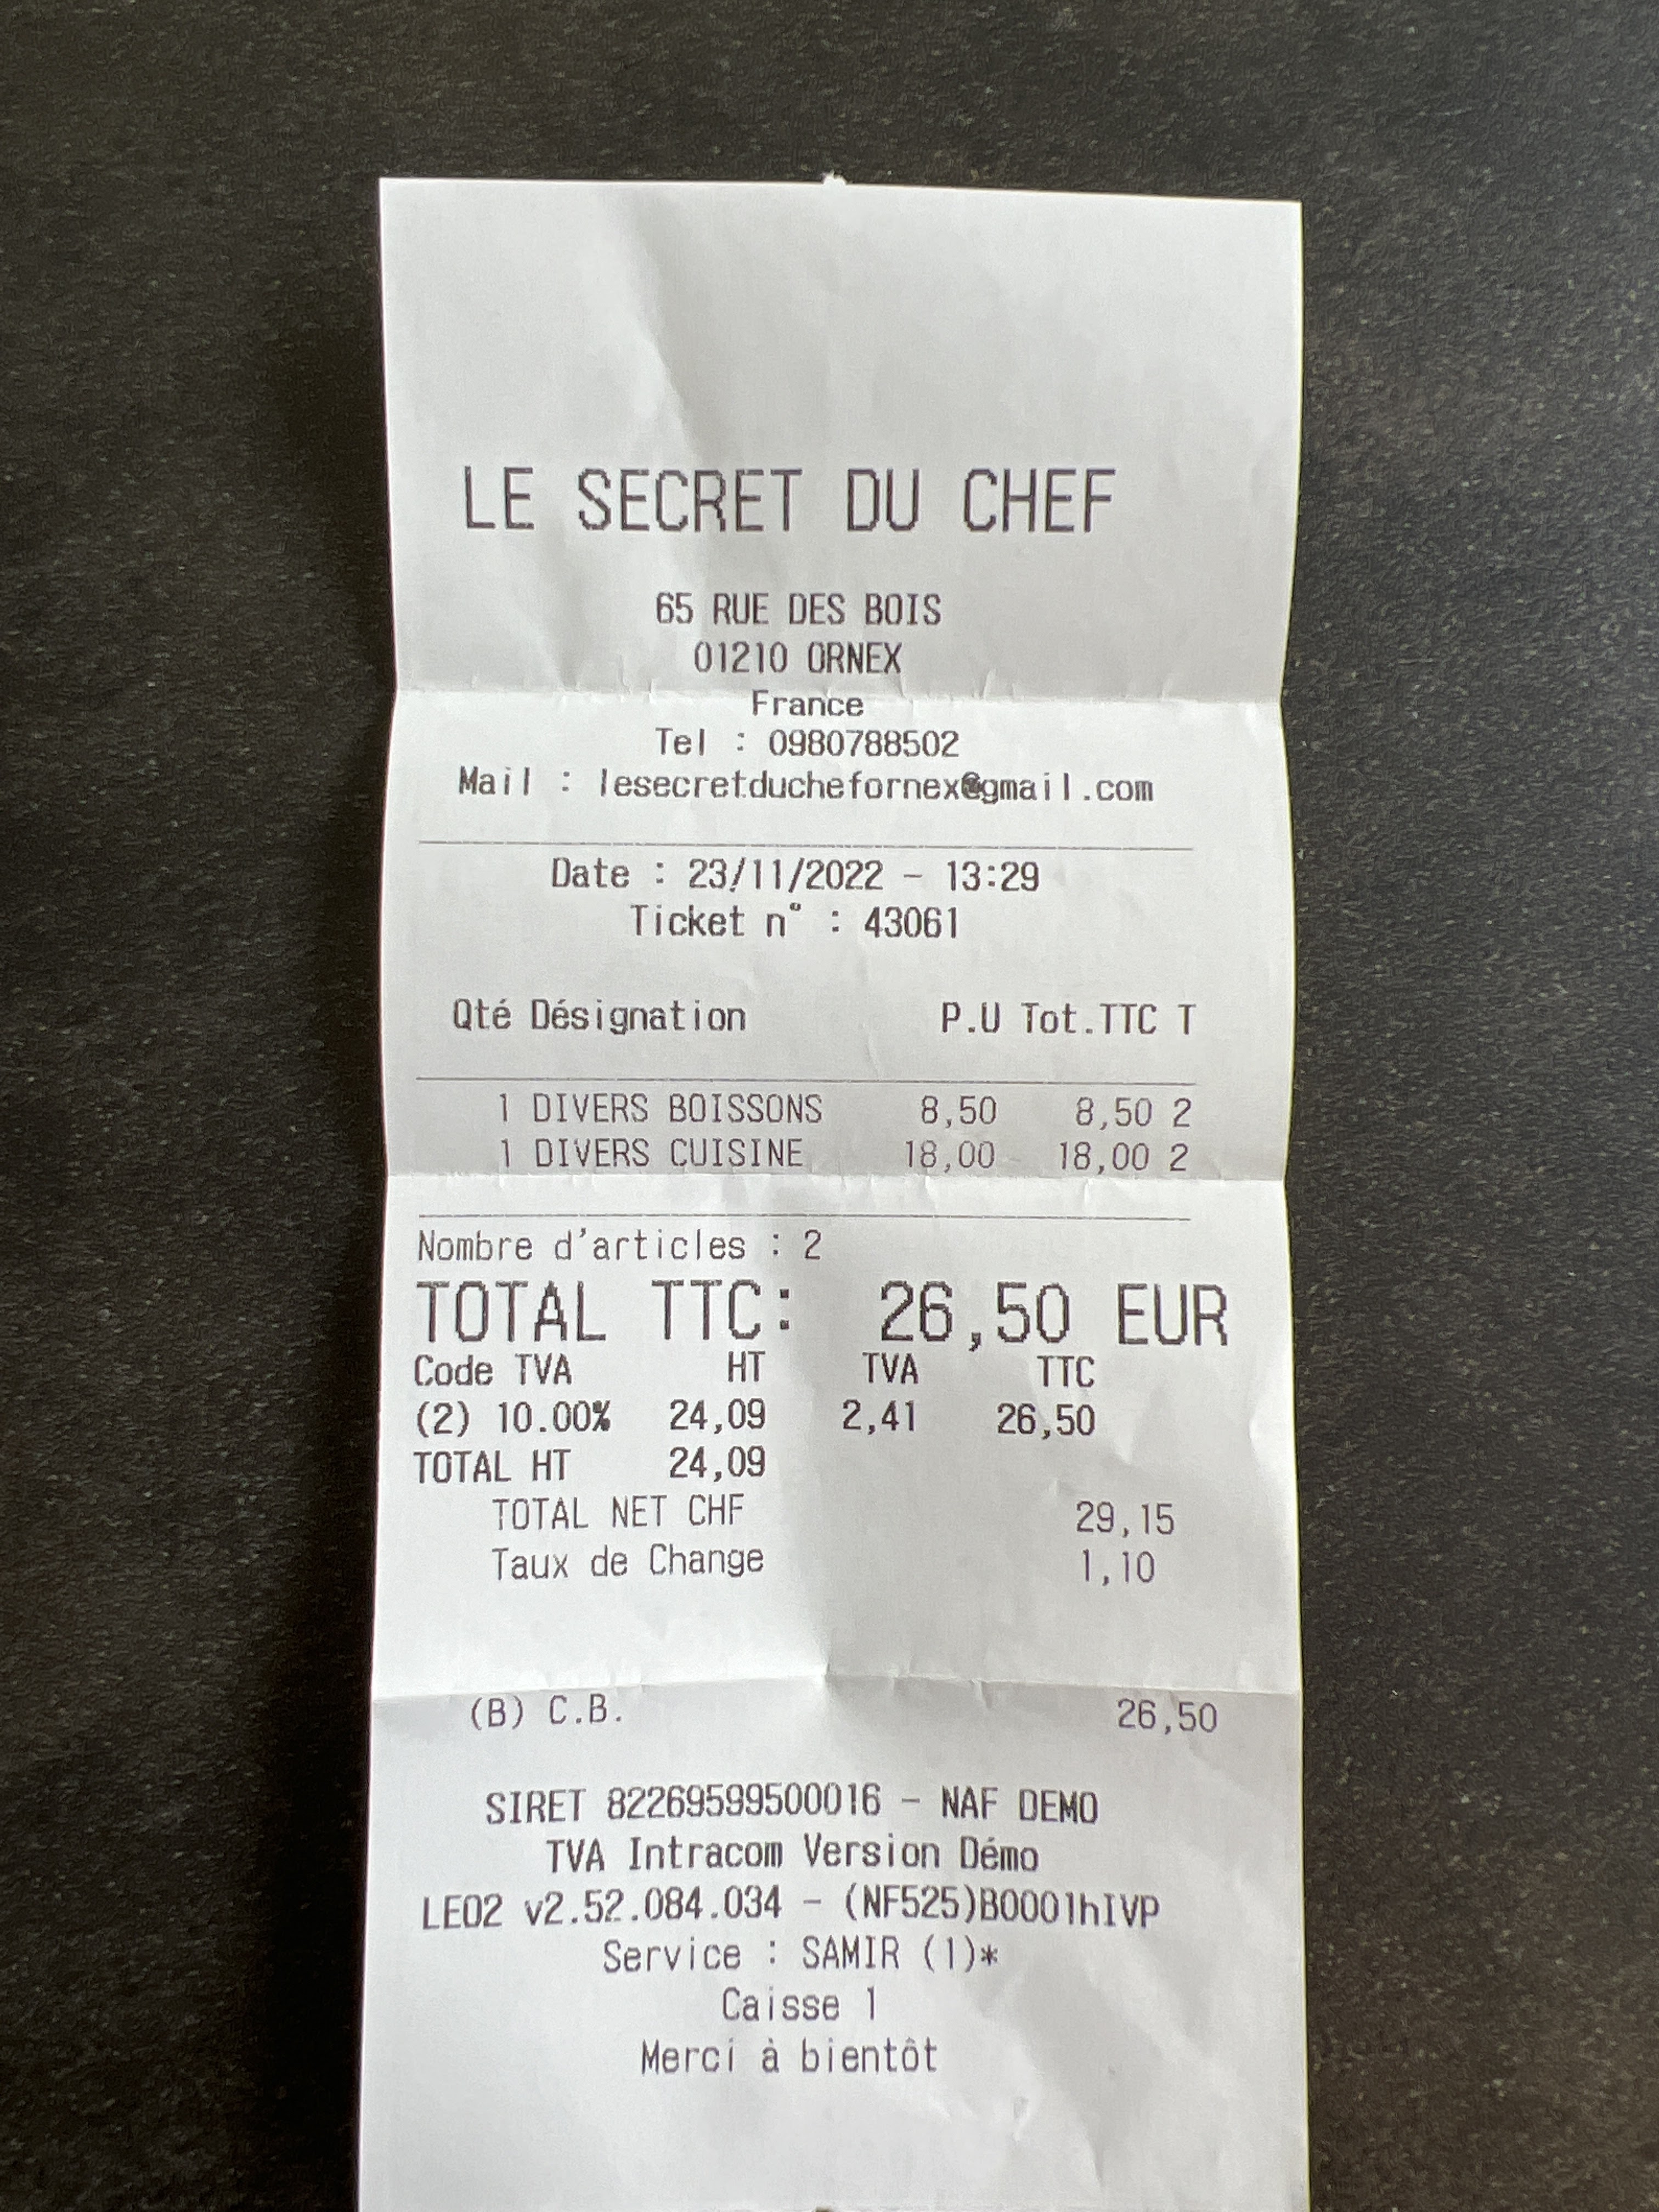 LE SECRET DU CHEF
65 RUE DES BOIS
01210 ORNEX
France
Tel : 0980788502
Mail : lesecretduchefornex@gmail.com
Date : 23/11/2022 - 13:29
Ticket n° : 43061
Qté Désignation P.U Tot.TTC T
1 DIVERS BOISSONS 8,50 8,50 2
1 DIVERS CUISINE 18,00 18,00 2
Nombre d'articles : 2
TOTAL TTC: 26,50 EUR
Code TVA HT TVA TTC
(2) 10.00% 24,09 2,41 26,50
TOTAL HT 24,09
TOTAL NET CHF 29,15
Taux de Change 1,10
(B) C.B. 26,50
SIRET 82269599500016 - NAF DEMO
TVA Intracom Version Démo
LEO2 v2.52.084.034 - (NF525)B0001hIVP
Service : SAMIR (1)*
Caisse 1
Merci à bientôt